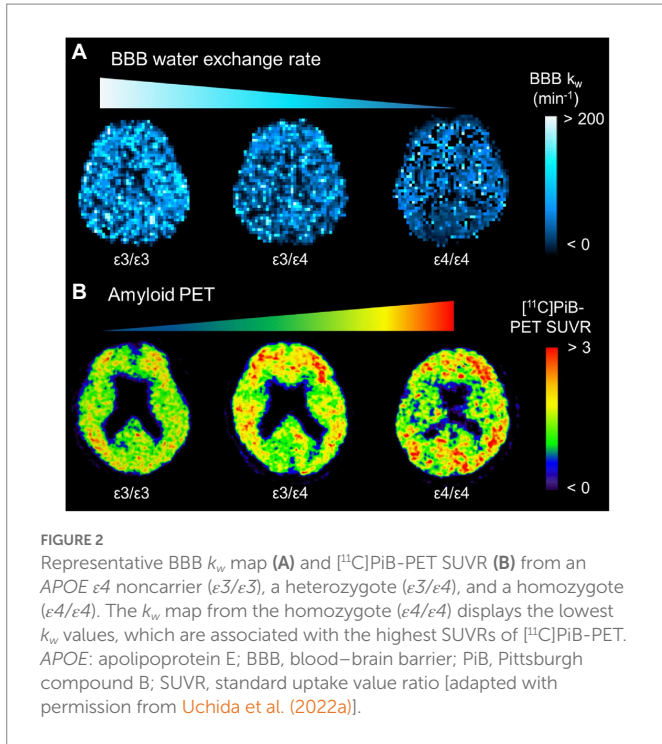 A
BBB water exchange rate
BBB kw
(min-1)
> 200
< 0
ε3/ε3
ε3/ε4
ε4/ε4
B
Amyloid PET
[11C]PiB-
PET SUVR
> 3
< 0
ε3/ε3
ε3/ε4
ε4/ε4
FIGURE 2
Representative BBB kw map (A) and [11C]PiB-PET SUVR (B) from an
APOE ε4 noncarrier (ε3/ε3), a heterozygote (ε3/ε4), and a homozygote
(ε4/ε4). The kw map from the homozygote (ε4/ε4) displays the lowest
kw values, which are associated with the highest SUVRs of [11C]PiB-PET.
APOE: apolipoprotein E; BBB, blood–brain barrier; PiB, Pittsburgh
compound B; SUVR, standard uptake value ratio [adapted with
permission from Uchida et al. (2022a)].